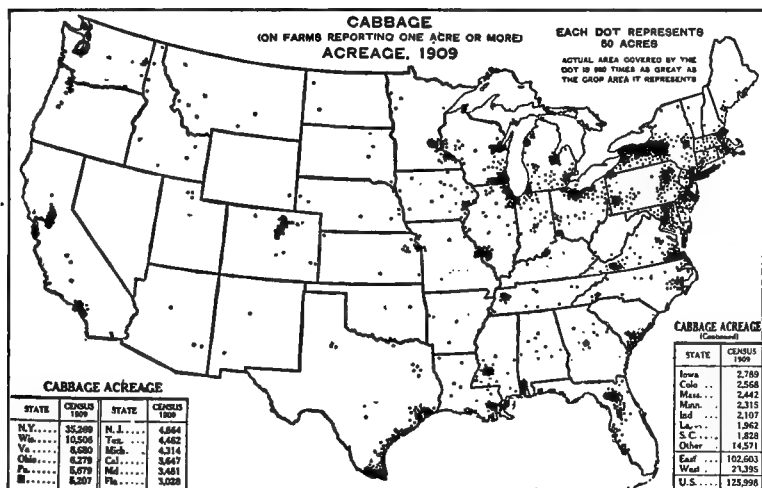 CABBAGE
(ON FARMS REPORTING ONE ACRE OR MORE)
ACREAGE, 1909
EACH DOT REPRESENTS
50 ACRES
ACTUAL AREA COVERED BY THE
DOT IS TIMES AS GREAT AS
THE CROP AREA IT REPRESENTS
CABBAGE ACREAGE
STATE CENSUS 1909 STATE CENSUS 1909
N.Y. 35,269 N. J. 4,864
Wis. 10,506 Tex. 4,462
Va. 8,680 Mich. 4,314
Ohio. 6,279 Cal. 3,647
Pa. 5,679 Md. 3,481
Ill. 5,207 Fla. 3,028
CABBAGE ACREAGE
(Continued)
STATE CENSUS 1909
Iowa 2,789
Colo. 2,568
Mass. 2,442
Minn. 2,315
Ind. 2,107
La. 1,962
S. C. 1,828
Other 14,571
East 102,603
West 23,395
U.S. 125,998